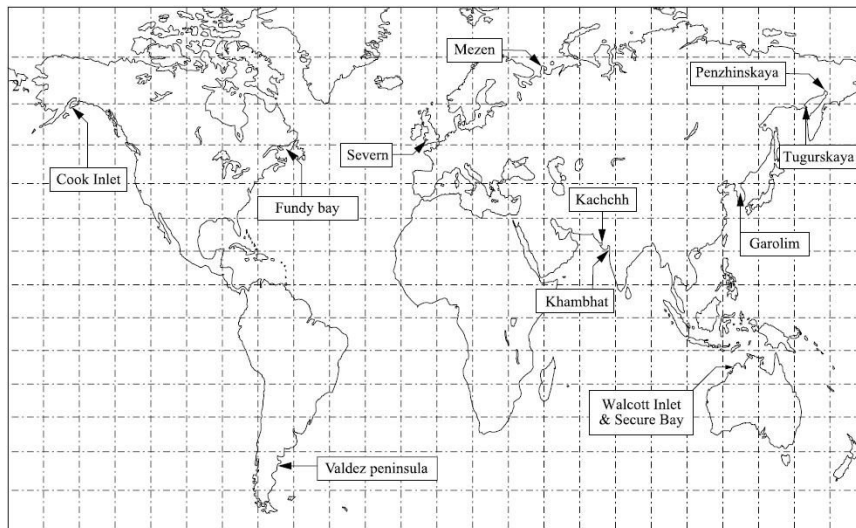 Mezen
Penzhinskaya
Severn
Tugurskaya
Cook Inlet
Fundy bay
Kachchh
Garolim
Khambhat
Walcott Inlet
& Secure Bay
Valdez peninsula